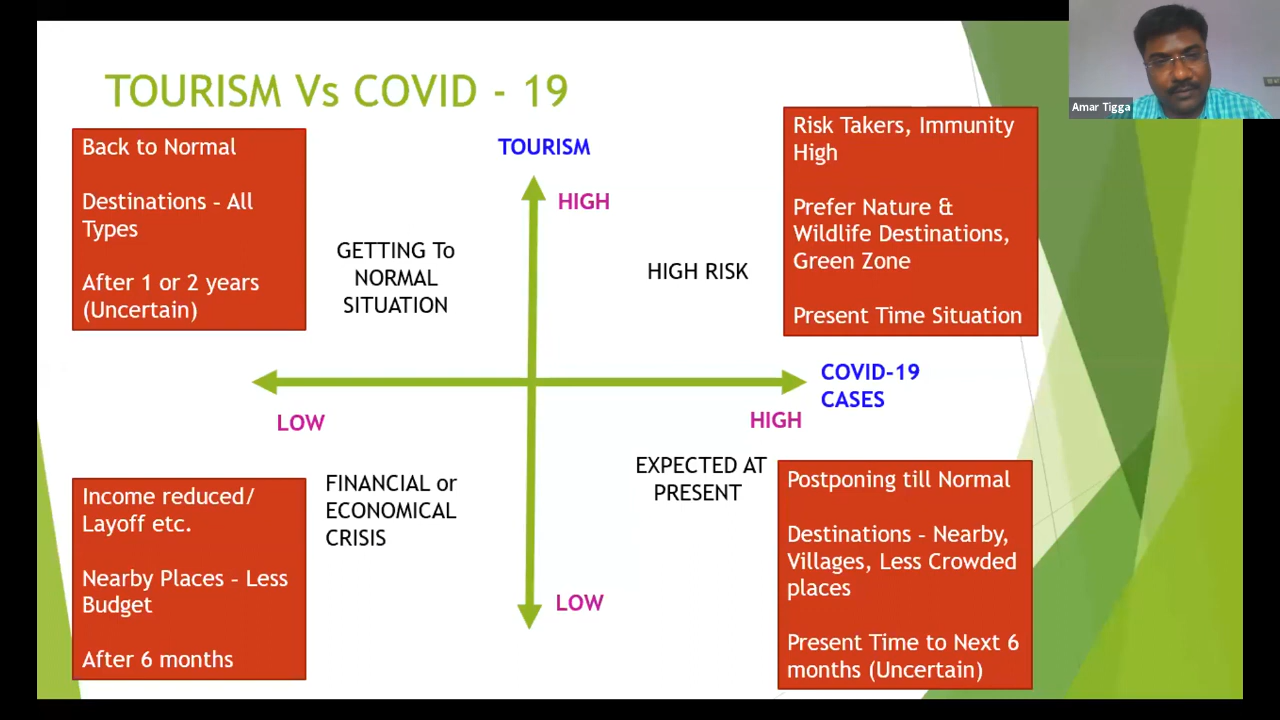 TOURISM Vs COVID - 19
Amar Tigga
Back to Normal
Destinations - All
Types
After 1 or 2 years
(Uncertain)
GETTING To
NORMAL
SITUATION
TOURISM
HIGH
HIGH RISK
Risk Takers, Immunity
High
Prefer Nature &
Wildlife Destinations,
Green Zone
Present Time Situation
LOW
HIGH
COVID-19
CASES
Income reduced/
Layoff etc.
Nearby Places - Less
Budget
After 6 months
FINANCIAL or
ECONOMICAL
CRISIS
LOW
EXPECTED AT
PRESENT
Postponing till Normal
Destinations - Nearby,
Villages, Less Crowded
places
Present Time to Next 6
months (Uncertain)